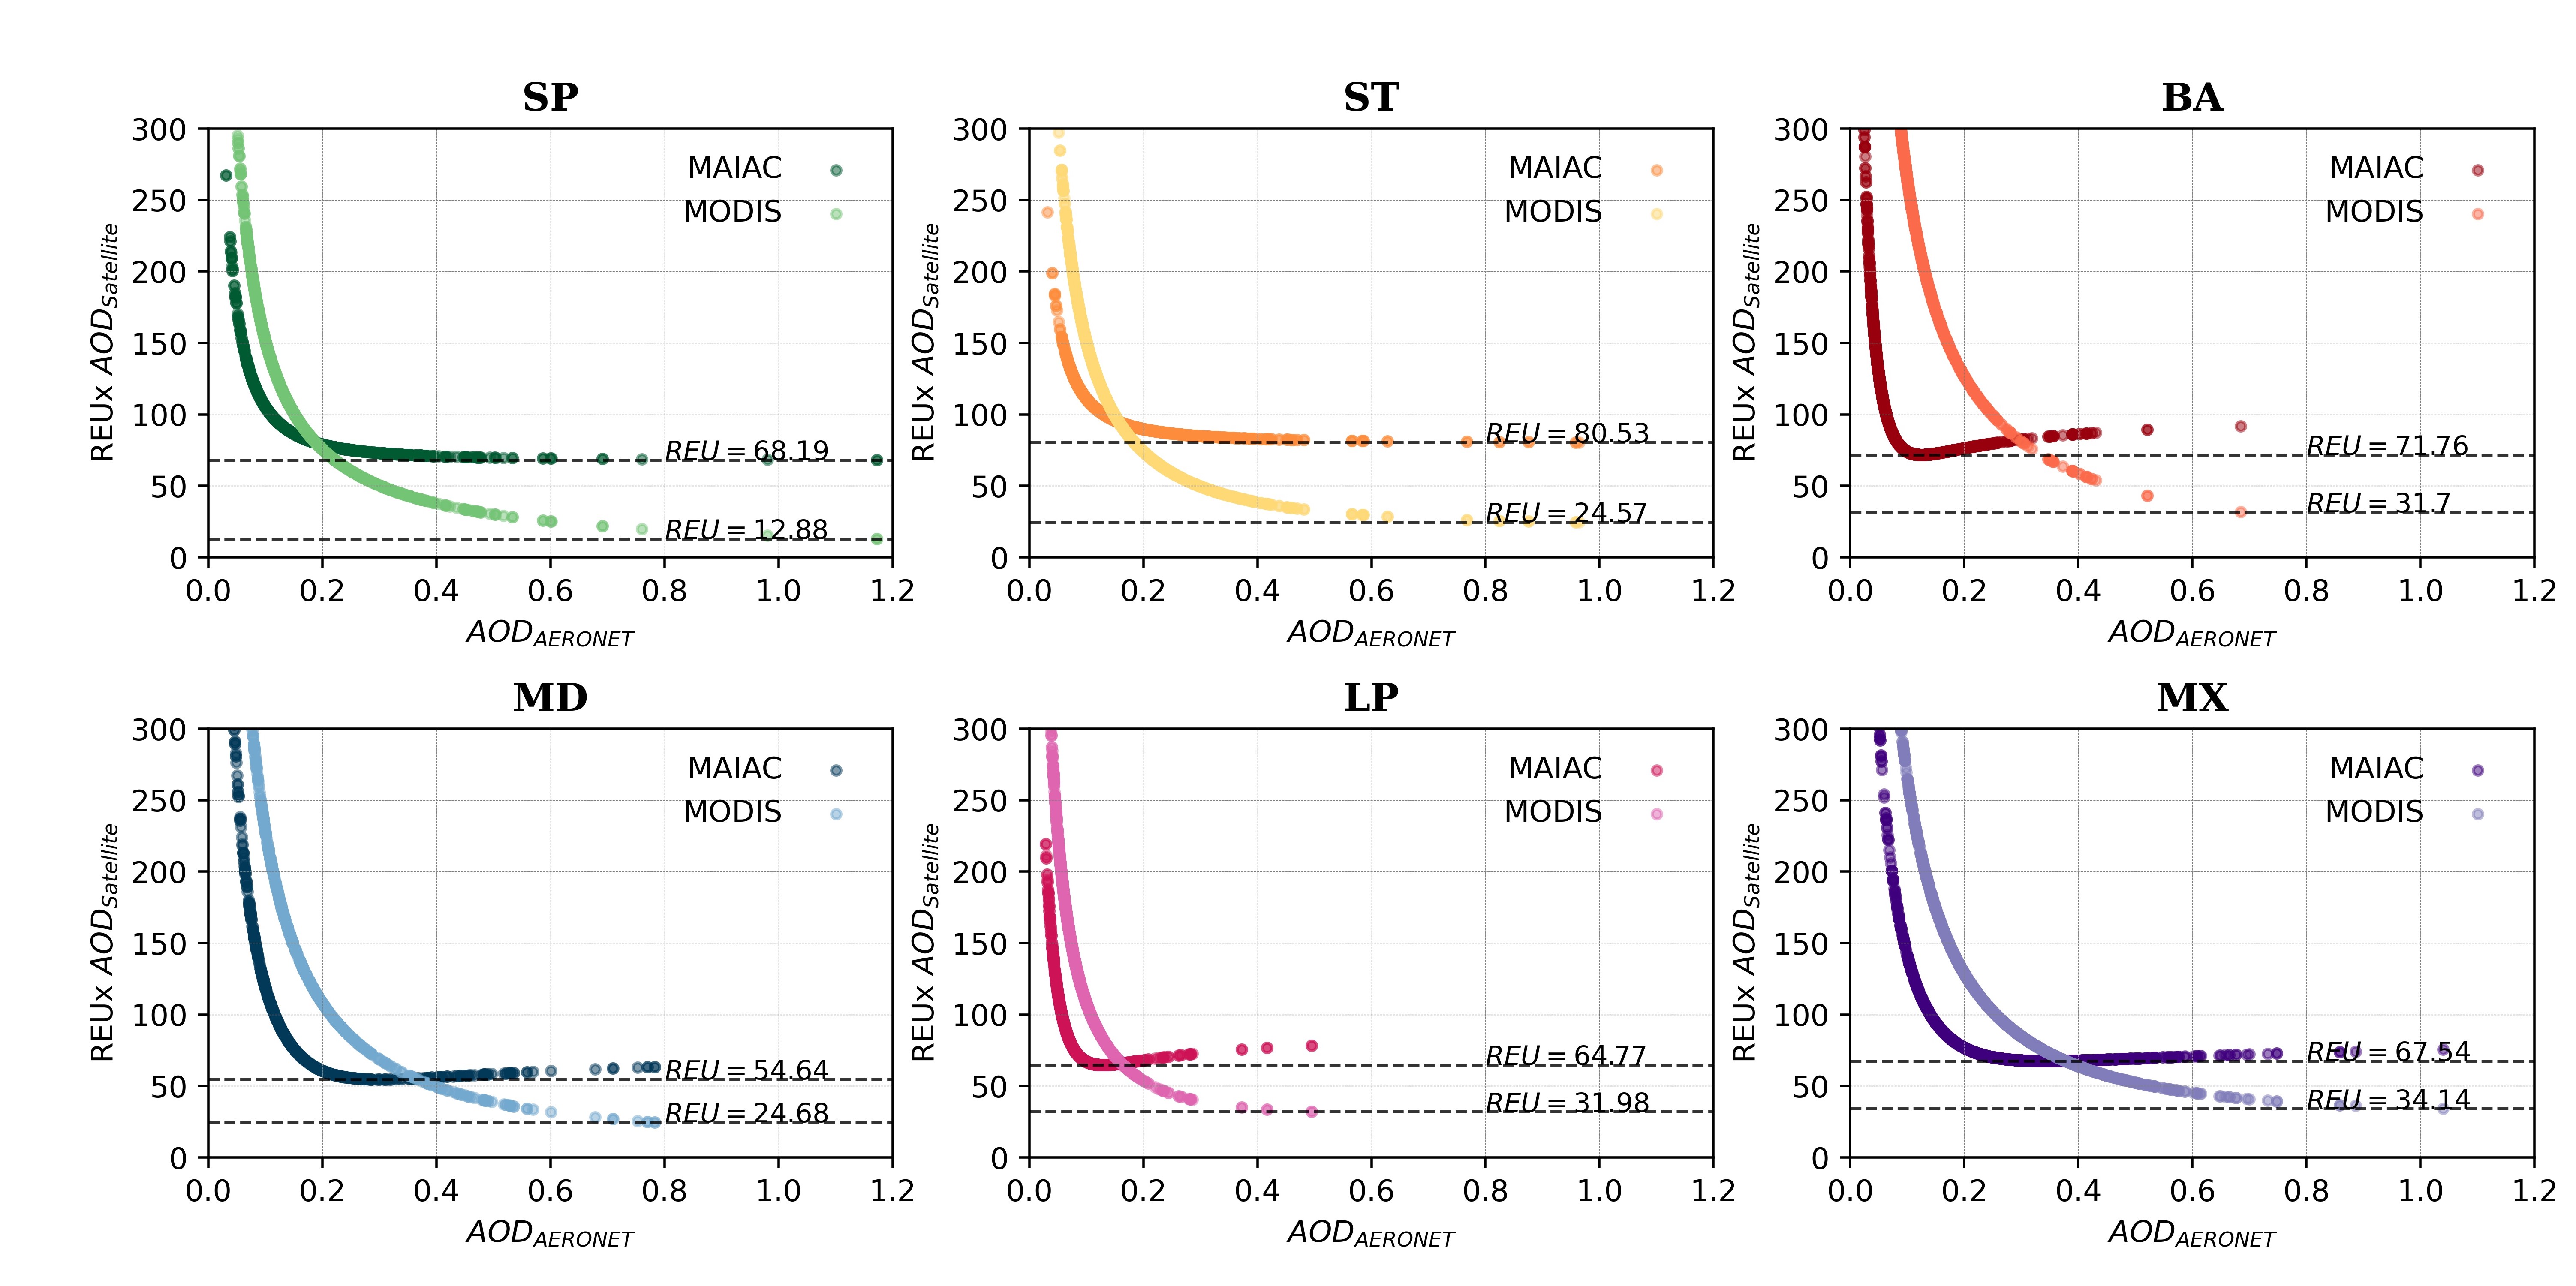 SP
300
250
200
150
100
50
0
REUx AOD_Satellite
MAIAC
MODIS
REU = 68.19
REU = 12.88
0.0 0.2 0.4 0.6 0.8 1.0 1.2
AOD_AERONET
ST
300
250
200
150
100
50
0
REUx AOD_Satellite
MAIAC
MODIS
REU = 80.53
REU = 24.57
0.0 0.2 0.4 0.6 0.8 1.0 1.2
AOD_AERONET
BA
300
250
200
150
100
50
0
REUx AOD_Satellite
MAIAC
MODIS
REU = 71.76
REU = 31.7
0.0 0.2 0.4 0.6 0.8 1.0 1.2
AOD_AERONET
MD
300
250
200
150
100
50
0
REUx AOD_Satellite
MAIAC
MODIS
REU = 54.64
REU = 24.68
0.0 0.2 0.4 0.6 0.8 1.0 1.2
AOD_AERONET
LP
300
250
200
150
100
50
0
REUx AOD_Satellite
MAIAC
MODIS
REU = 64.77
REU = 31.98
0.0 0.2 0.4 0.6 0.8 1.0 1.2
AOD_AERONET
MX
300
250
200
150
100
50
0
REUx AOD_Satellite
MAIAC
MODIS
REU = 67.54
REU = 34.14
0.0 0.2 0.4 0.6 0.8 1.0 1.2
AOD_AERONET